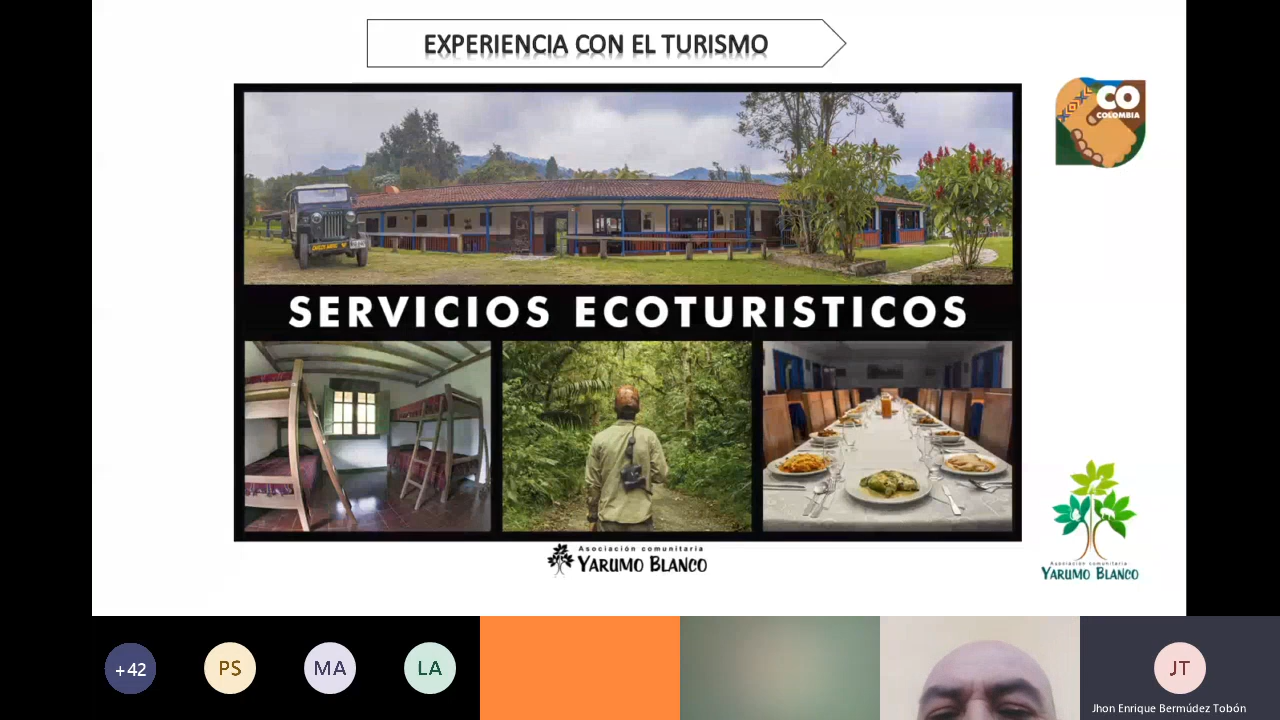 EXPERIENCIA CON EL TURISMO
CO
COLOMBIA
SERVICIOS ECOTURISTICOS
Asociación comunitaria
YARUMO BLANCO
Asociación comunitaria
YARUMO BLANCO
+42
PS
MA
LA
JT
Jhon Enrique Bermúdez Tobón